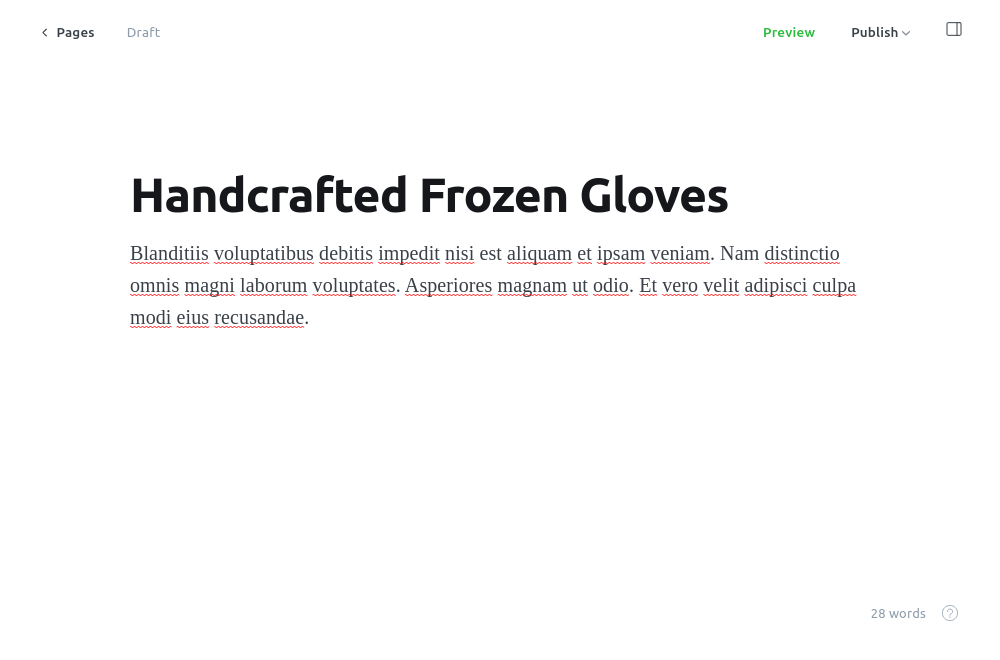 Pages
Draft
Preview
Publish
Handcrafted Frozen Gloves
Blanditiis voluptatibus debitis impedit nisi est aliquam et ipsam veniam. Nam distinctio
omnis magni laborum voluptates. Asperiores magnam ut odio. Et vero velit adipisci culpa
modi eius recusandae.
28 words
?